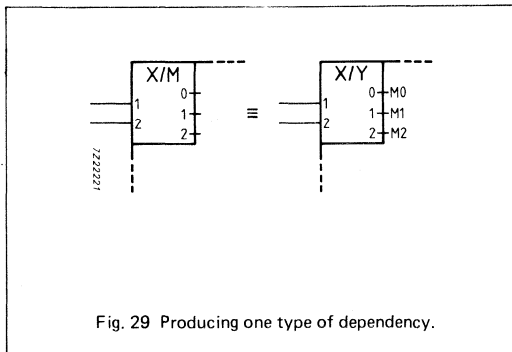 X/M
0
1
1
2
2
≡
X/Y
0 M0
1
1 M1
2
2 M2
7Z22221
Fig. 29 Producing one type of dependency.